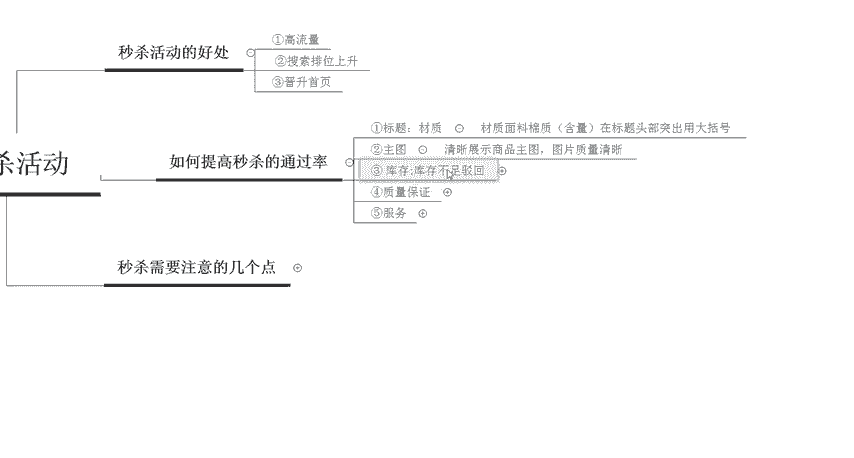 秒杀活动的好处
①高流量
②搜索排位上升
③晋升首页
杀活动
如何提高秒杀的通过率
①标题：材质
材质面料棉质（含量）在标题头部突出用大括号
②主图
清晰展示商品主图，图片质量清晰
③ 库存:库存不足驳回
④质量保证
⑤服务
秒杀需要注意的几个点